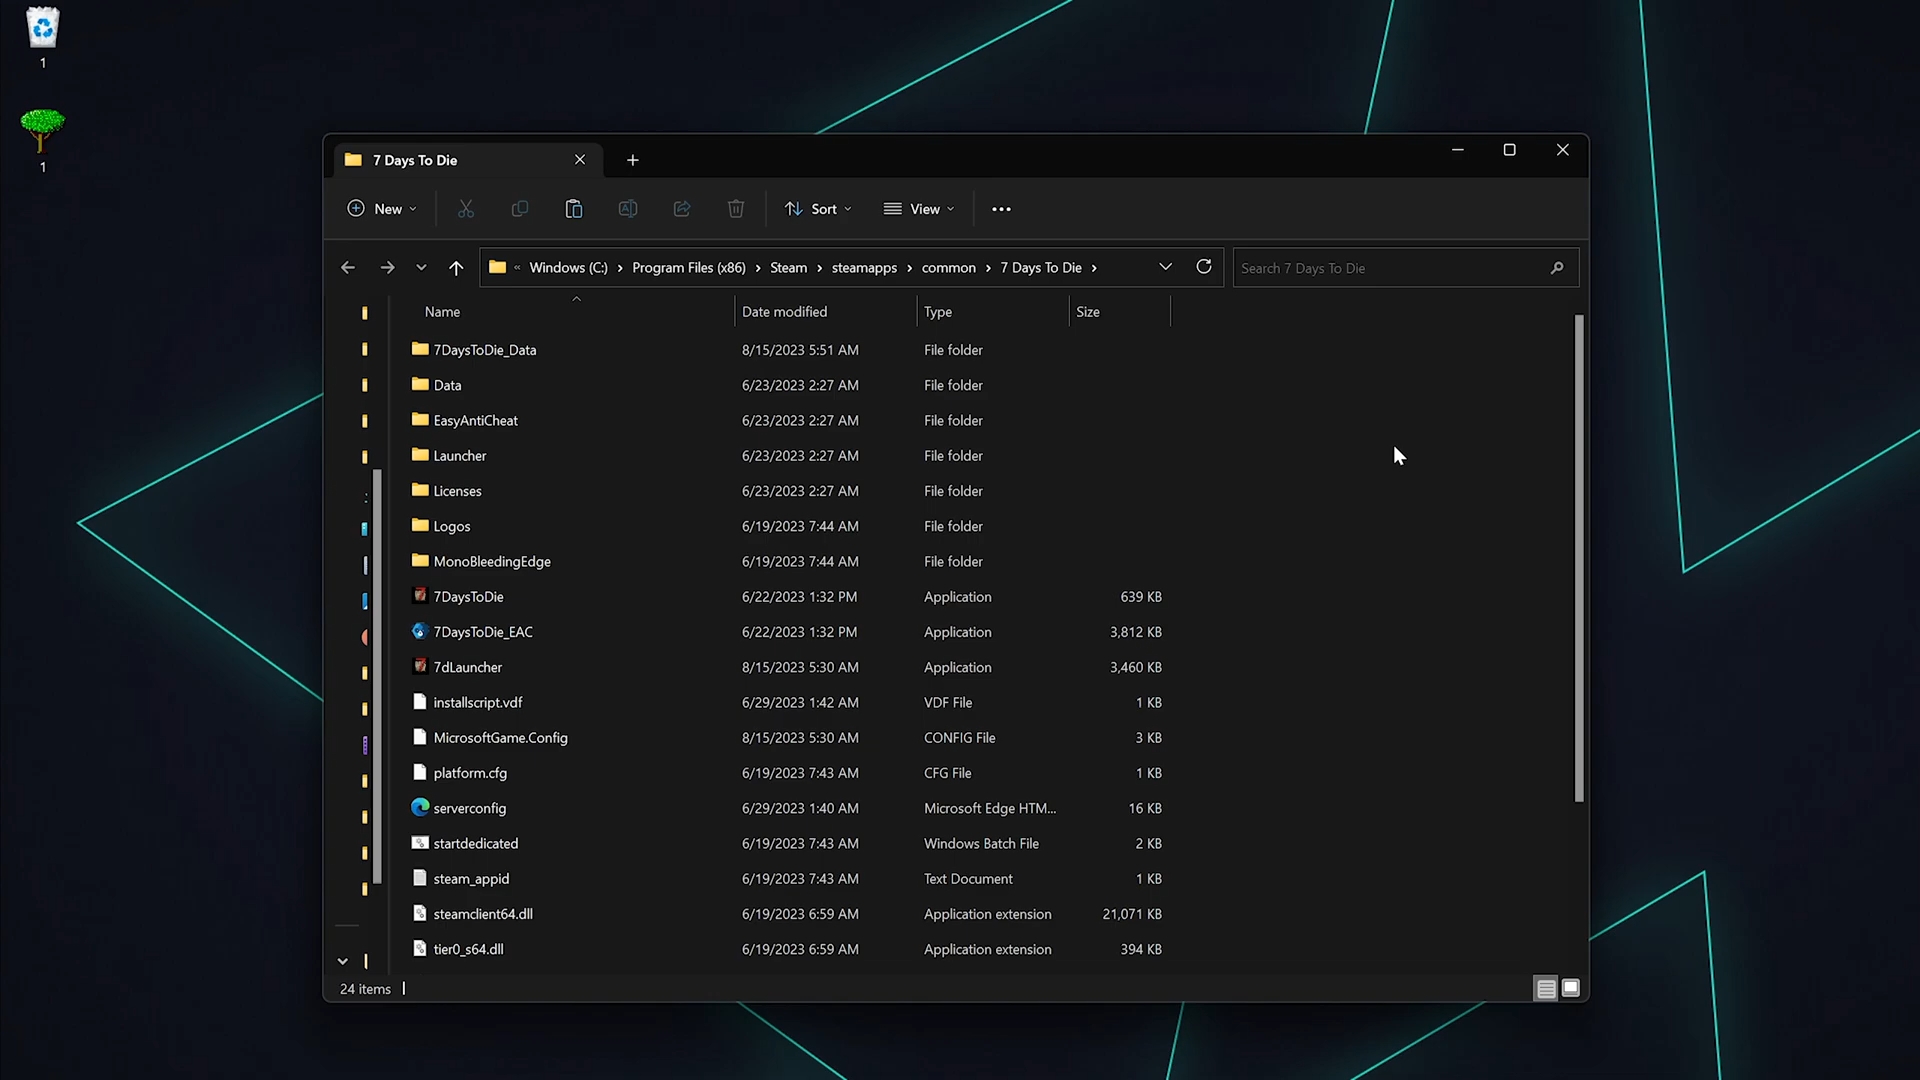 1
1
7 Days To Die
New
Sort
View
« Windows (C:) › Program Files (x86) › Steam › steamapps › common › 7 Days To Die ›
Search 7 Days To Die
Name Date modified Type Size
7DaysToDie_Data 8/15/2023 5:51 AM File folder
Data 6/23/2023 2:27 AM File folder
EasyAntiCheat 6/23/2023 2:27 AM File folder
Launcher 6/23/2023 2:27 AM File folder
Licenses 6/23/2023 2:27 AM File folder
Logos 6/19/2023 7:44 AM File folder
MonoBleedingEdge 6/19/2023 7:44 AM File folder
7DaysToDie 6/22/2023 1:32 PM Application 639 KB
7DaysToDie_EAC 6/22/2023 1:32 PM Application 3,812 KB
7dLauncher 8/15/2023 5:30 AM Application 3,460 KB
installscript.vdf 6/29/2023 1:42 AM VDF File 1 KB
MicrosoftGame.Config 8/15/2023 5:30 AM CONFIG File 3 KB
platform.cfg 6/19/2023 7:43 AM CFG File 1 KB
serverconfig 6/29/2023 1:40 AM Microsoft Edge HTM... 16 KB
startdedicated 6/19/2023 7:43 AM Windows Batch File 2 KB
steam_appid 6/19/2023 7:43 AM Text Document 1 KB
steamclient64.dll 6/19/2023 6:59 AM Application extension 21,071 KB
tier0_s64.dll 6/19/2023 6:59 AM Application extension 394 KB
24 items